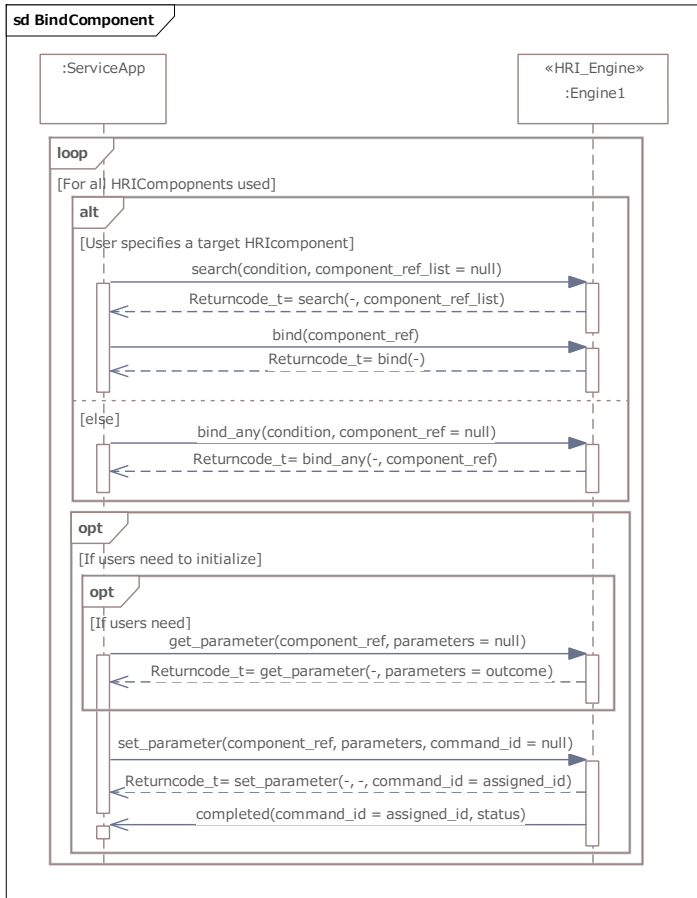 sd BindComponent
:ServiceApp
«HRI_Engine»
:Engine1
loop
[For all HRICompopnents used]
alt
[User specifies a target HRIcomponent]
search(condition, component_ref_list = null)
Returncode_t= search(-, component_ref_list)
bind(component_ref)
Returncode_t= bind(-)
[else]
bind_any(condition, component_ref = null)
Returncode_t= bind_any(-, component_ref)
opt
[If users need to initialize]
opt
[If users need]
get_parameter(component_ref, parameters = null)
Returncode_t= get_parameter(-, parameters = outcome)
set_parameter(component_ref, parameters, command_id = null)
Returncode_t= set_parameter(-, -, command_id = assigned_id)
completed(command_id = assigned_id, status)